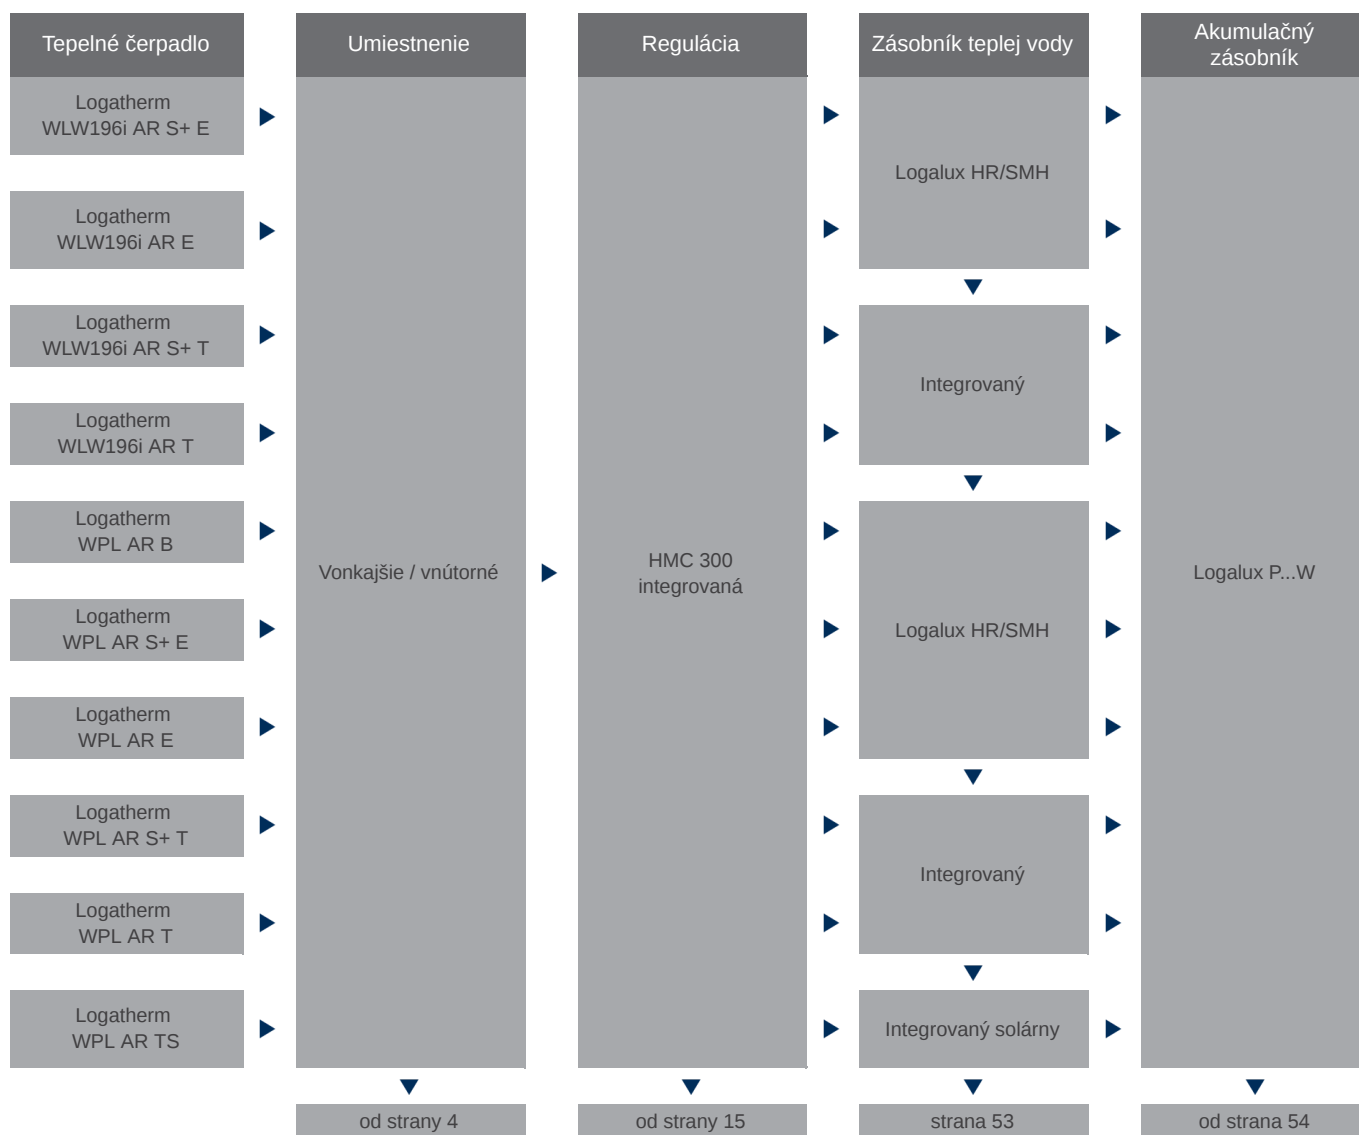 Tepelné čerpadlo
Umiestnenie
Regulácia
Zásobník teplej vody
Akumulačný
zásobník
Logatherm
WLW196i AR S+ E
Logatherm
WLW196i AR E
Logatherm
WLW196i AR S+ T
Logatherm
WLW196i AR T
Logatherm
WPL AR B
Logatherm
WPL AR S+ E
Logatherm
WPL AR E
Logatherm
WPL AR S+ T
Logatherm
WPL AR T
Logatherm
WPL AR TS
Vonkajšie / vnútorné
HMC 300
integrovaná
Logalux HR/SMH
Integrovaný
Logalux HR/SMH
Integrovaný
Integrovaný solárny
Logalux P...W
od strany 4
od strany 15
strana 53
od strana 54